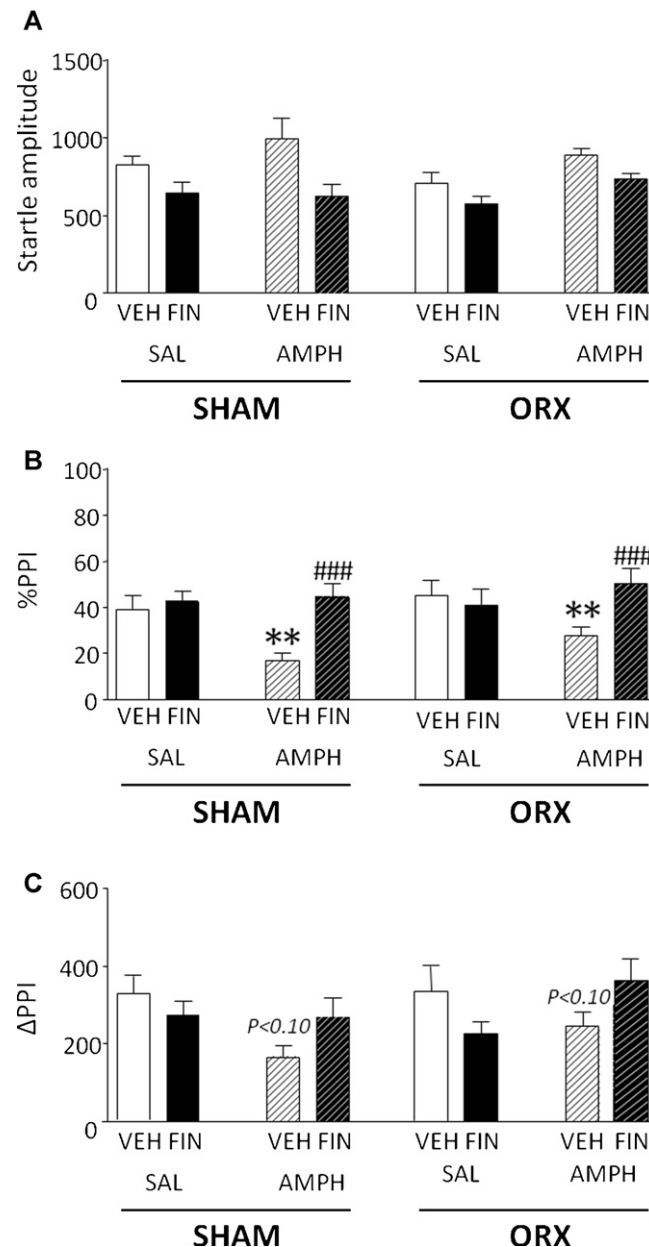 A
Startle amplitude
1500
1000
500
0
VEH FIN VEH FIN VEH FIN VEH FIN
SAL AMPH SAL AMPH
SHAM ORX
B
%PPI
100
80
60
40
20
0
### ###
** **
VEH FIN VEH FIN VEH FIN VEH FIN
SAL AMPH SAL AMPH
SHAM ORX
C
ΔPPI
600
400
200
0
P<0.10 P<0.10
VEH FIN VEH FIN VEH FIN VEH FIN
SAL AMPH SAL AMPH
SHAM ORX